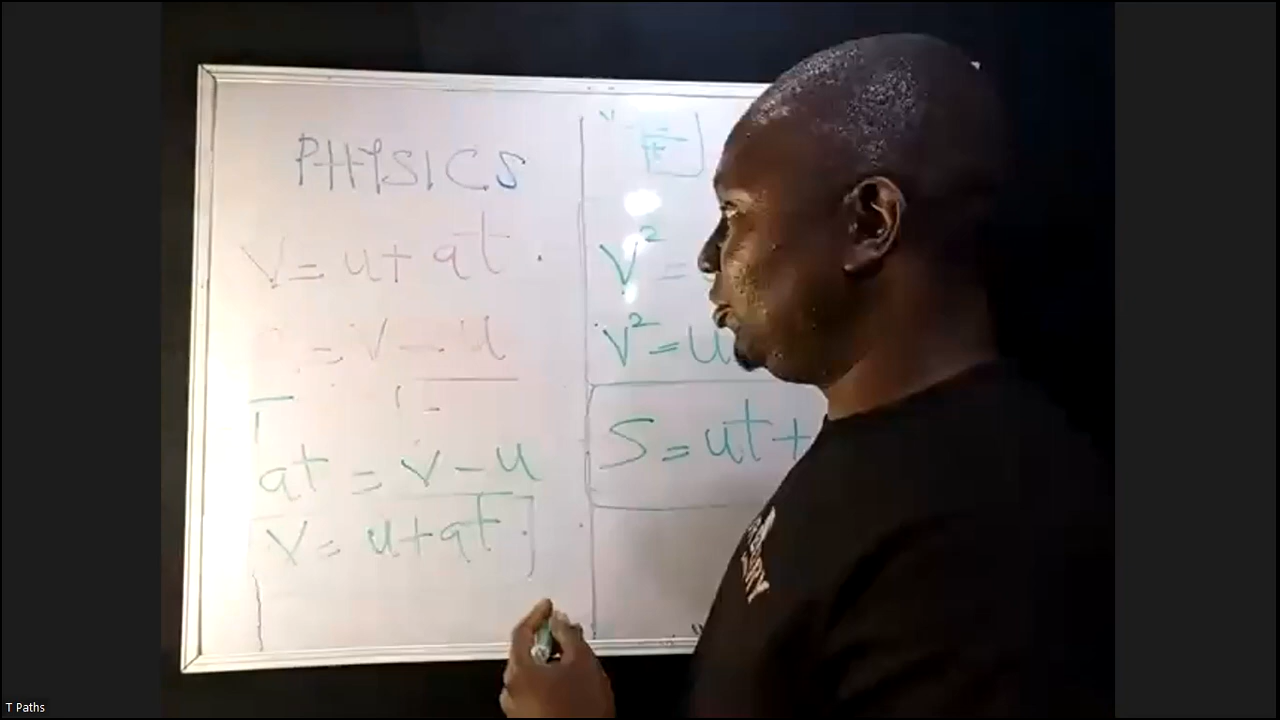 PHYSICS
V = u + at
= V - u
at = V - u
V = u + at
V² =
V² = u
S = ut +
T Paths